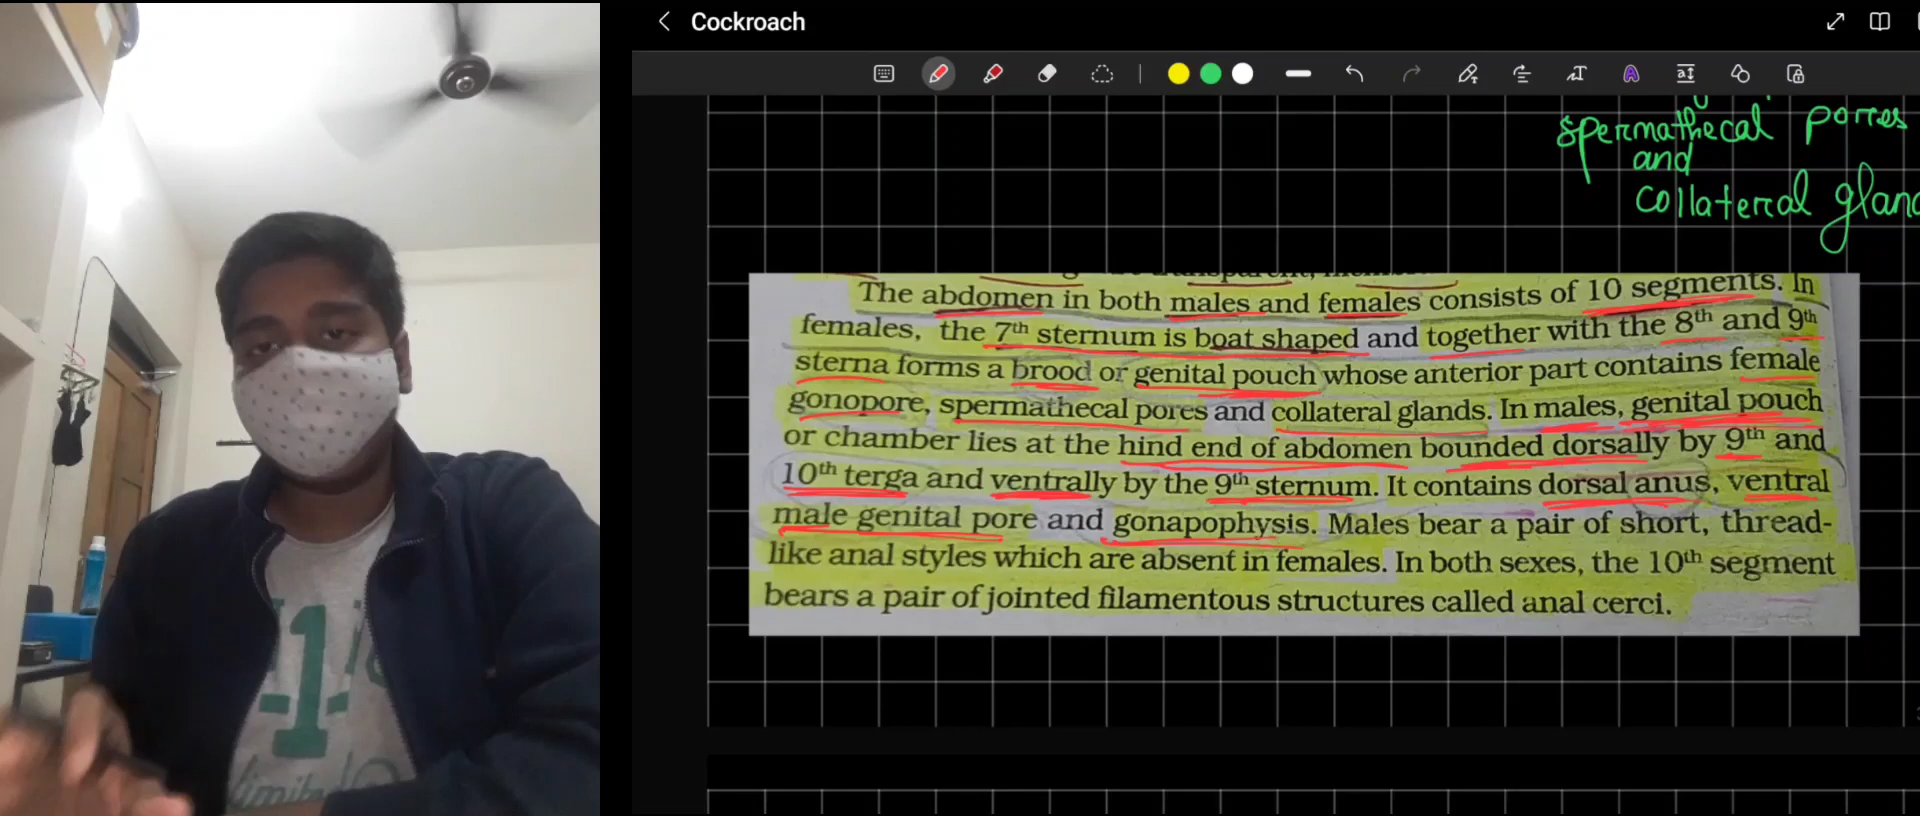 Cockroach
spermathecal porres
and
collateral gland
The abdomen in both males and females consists of 10 segments. In
females, the 7th sternum is boat shaped and together with the 8th and 9th
sterna forms a brood or genital pouch whose anterior part contains female
gonopore, spermathecal pores and collateral glands. In males, genital pouch
or chamber lies at the hind end of abdomen bounded dorsally by 9th and
10th terga and ventrally by the 9th sternum. It contains dorsal anus, ventral
male genital pore and gonapophysis. Males bear a pair of short, thread-
like anal styles which are absent in females. In both sexes, the 10th segment
bears a pair of jointed filamentous structures called anal cerci.
1